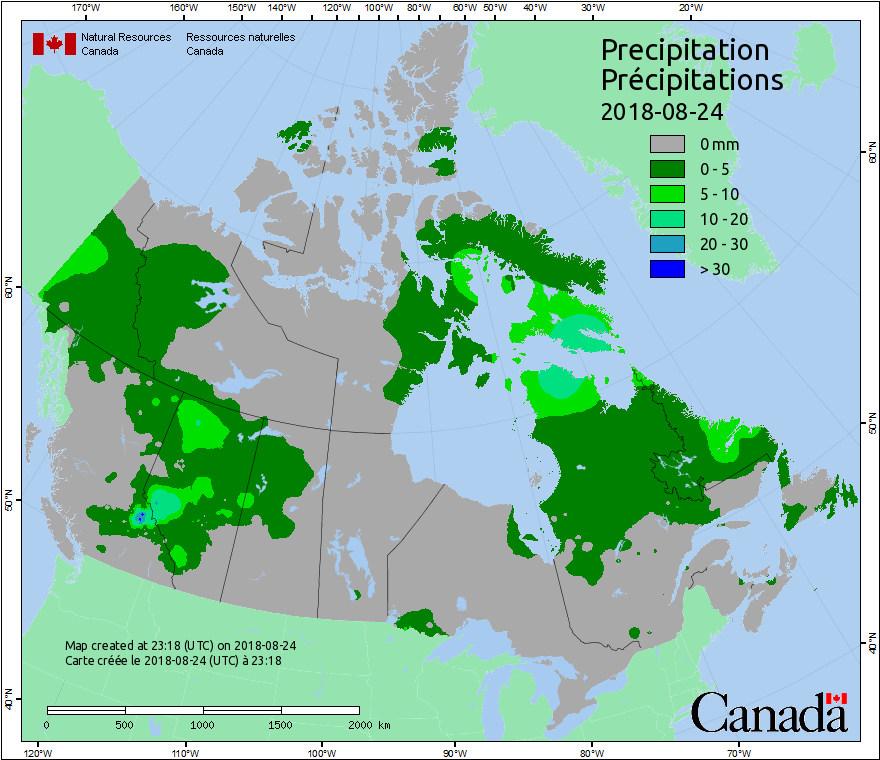 170°W 160°W 150°W 140°W 120°W 100°W 80°W 60°W 50°W 40°W 30°W 20°W
Natural Resources Ressources naturelles
Canada Canada
Precipitation
Précipitations
2018-08-24
0 mm
0 - 5
5 - 10
10 - 20
20 - 30
> 30
60°N
60°N
50°N
50°N
40°N
40°N
Map created at 23:18 (UTC) on 2018-08-24
Carte créée le 2018-08-24 (UTC) à 23:18
0 500 1000 1500 2000 km
Canada
120°W 110°W 100°W 90°W 80°W 70°W